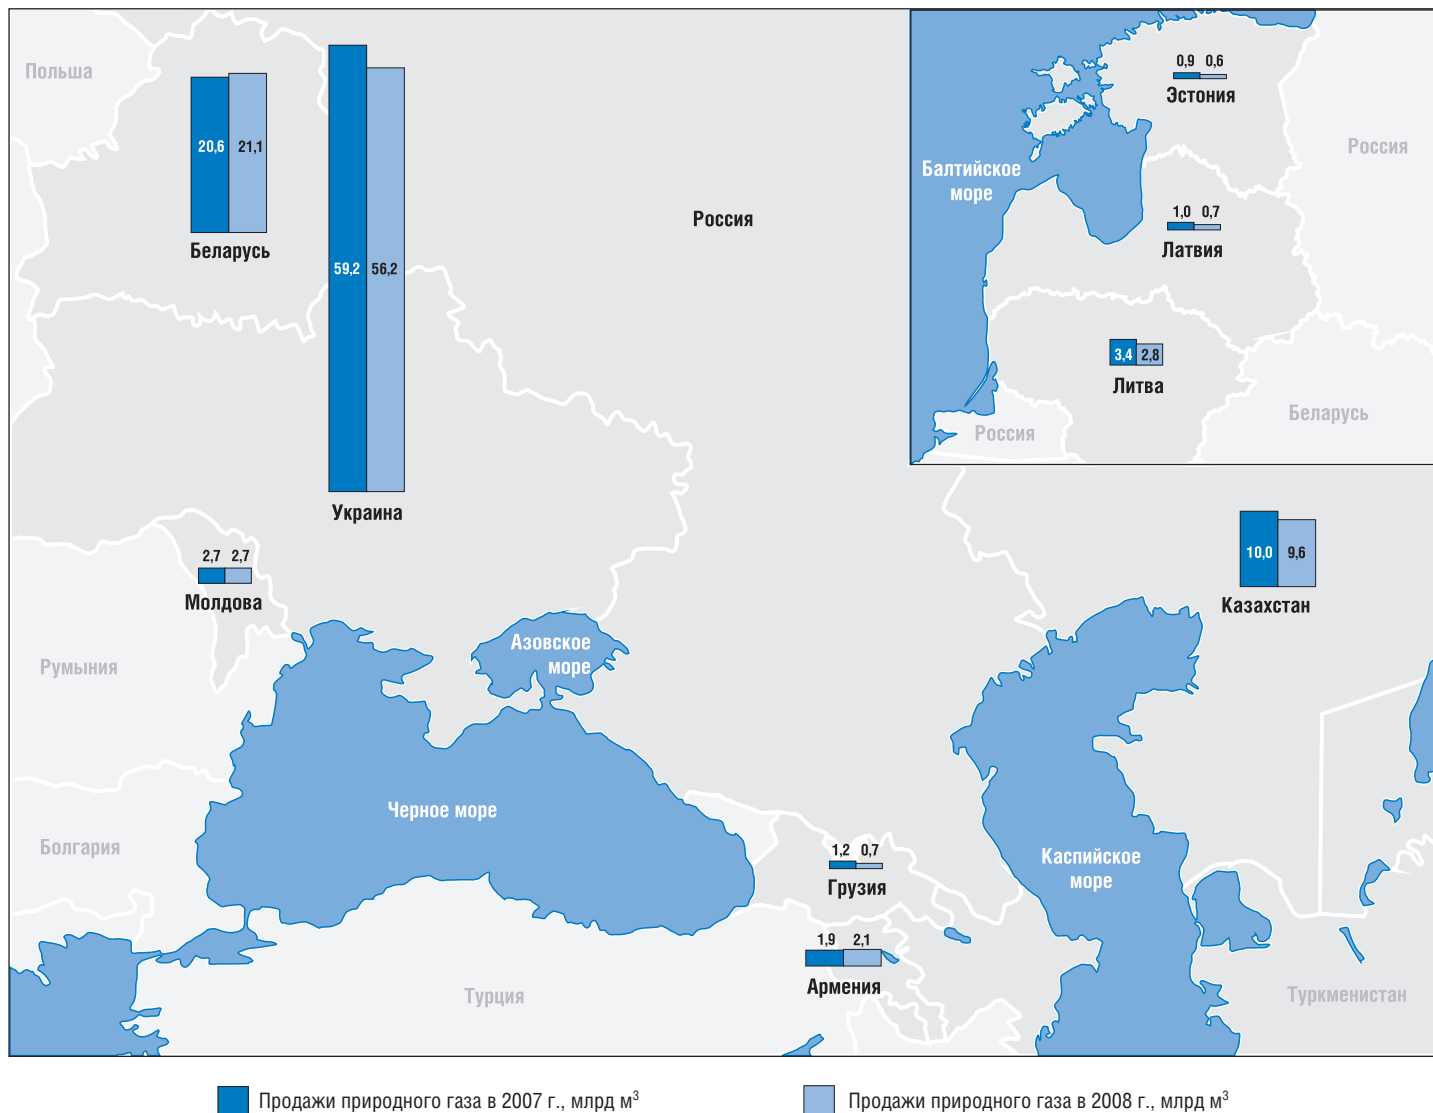 Польша
20,6
21,1
Беларусь
59,2
56,2
Украина
Россия
0,9 0,6
Эстония
Россия
Балтийское
море
1,0 0,7
Латвия
3,4 2,8
Литва
Беларусь
Россия
2,7 2,7
Молдова
10,0 9,6
Казахстан
Румыния
Азовское
море
Черное море
Болгария
Каспийское
море
1,2 0,7
Грузия
1,9 2,1
Армения
Турция
Туркменистан
Продажи природного газа в 2007 г., млрд м³
Продажи природного газа в 2008 г., млрд м³